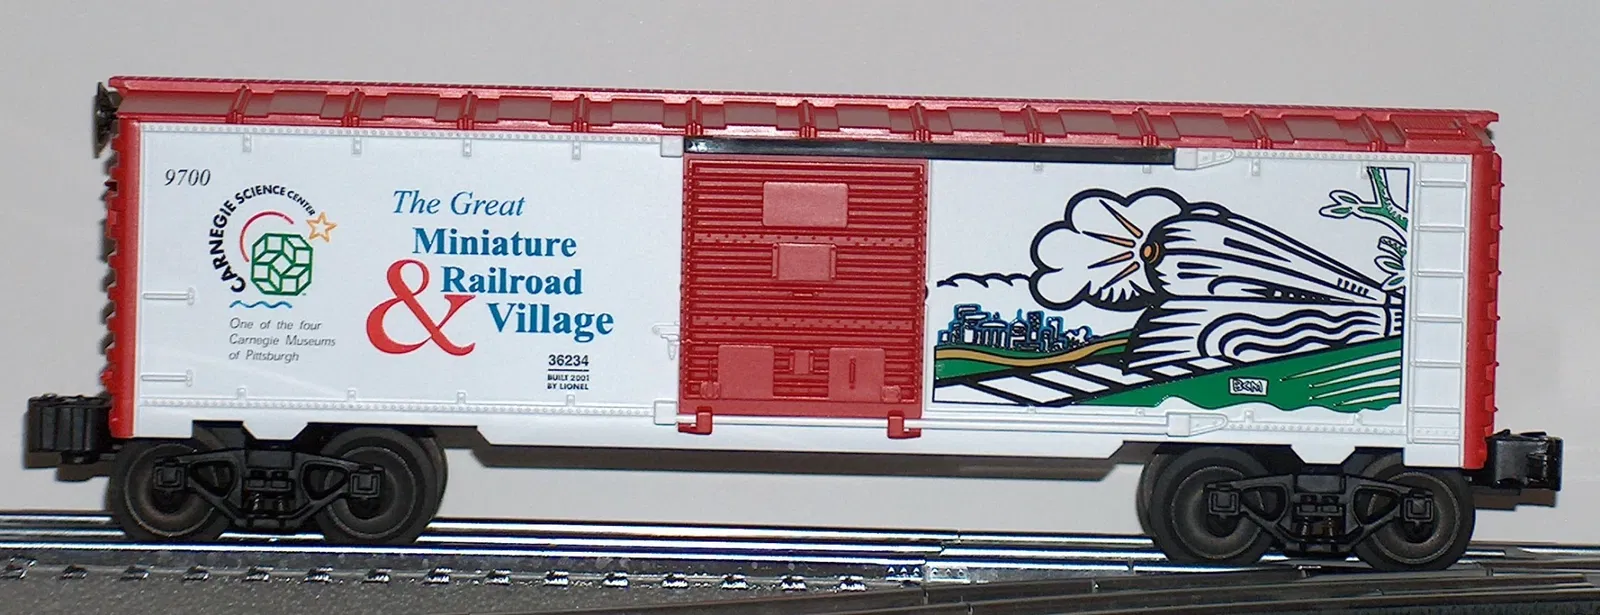 9700
CARNEGIE SCIENCE CENTER
One of the four
Carnegie Museums
of Pittsburgh
The Great
Miniature
& Railroad
Village
36234
BUILT 2001
BY LIONEL
BCM